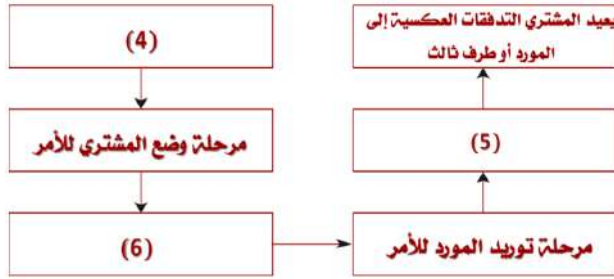 (4)
يعيد المشتري التدفقات العكسية إلى
المورد أو طرف ثالث
مرحلة وضع المشتري للأمر
(5)
(6)
مرحلة توريد المورد للأمر